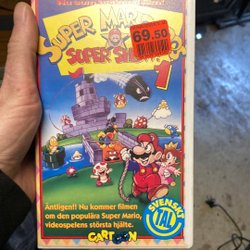 SUPER MARIO
69.50
SUPER
1
Äntligen!! Nu kommer filmen
om den populära Super Mario,
videospelens största hjälte.
SVENSKT
TAL
CARTOON